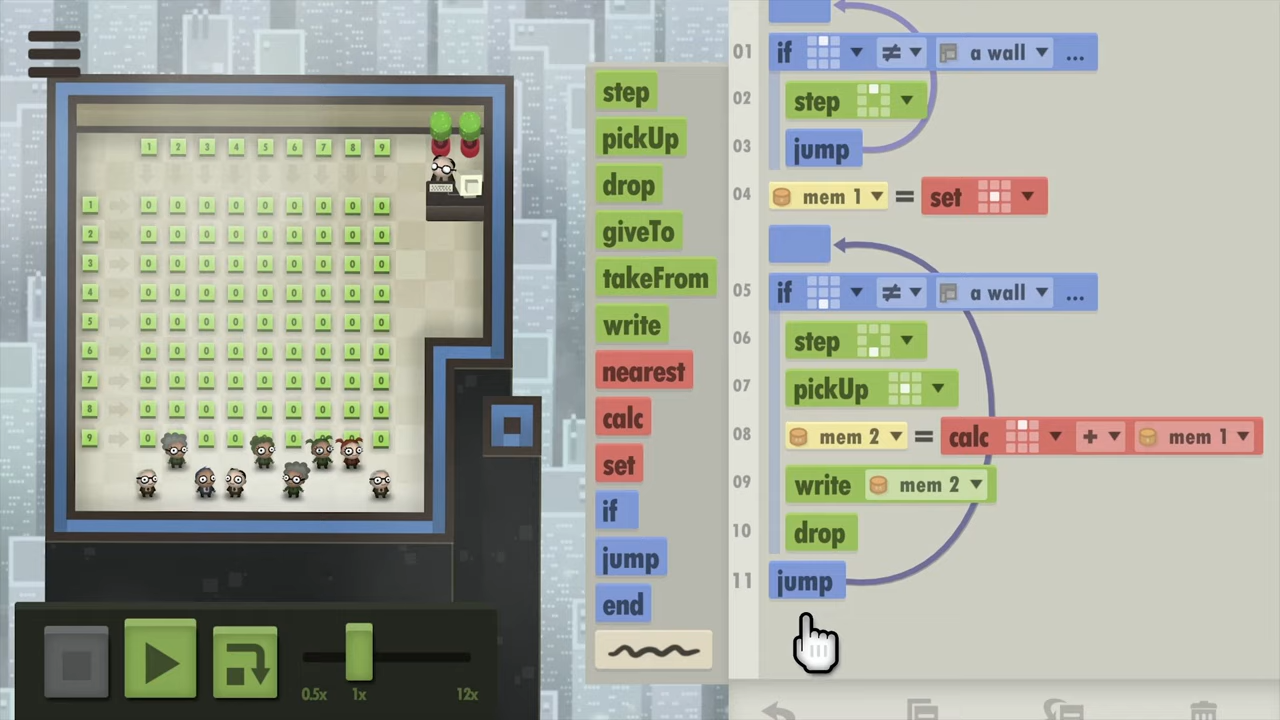 1 2 3 4 5 6 7 8 9
1 0 0 0 0 0 0 0 0 0
2 0 0 0 0 0 0 0 0 0
3 0 0 0 0 0 0 0 0 0
4 0 0 0 0 0 0 0 0 0
5 0 0 0 0 0 0 0 0 0
6 0 0 0 0 0 0 0 0 0
7 0 0 0 0 0 0 0 0 0
8 0 0 0 0 0 0 0 0 0
9 0 0 0 0 0
0.5x 1x 12x
step
pickUp
drop
giveTo
takeFrom
write
nearest
calc
set
if
jump
end
01 if ≠ a wall ...
02 step
03 jump
04 mem 1 = set
05 if ≠ a wall ...
06 step
07 pickUp
08 mem 2 = calc + mem 1
09 write mem 2
10 drop
11 jump